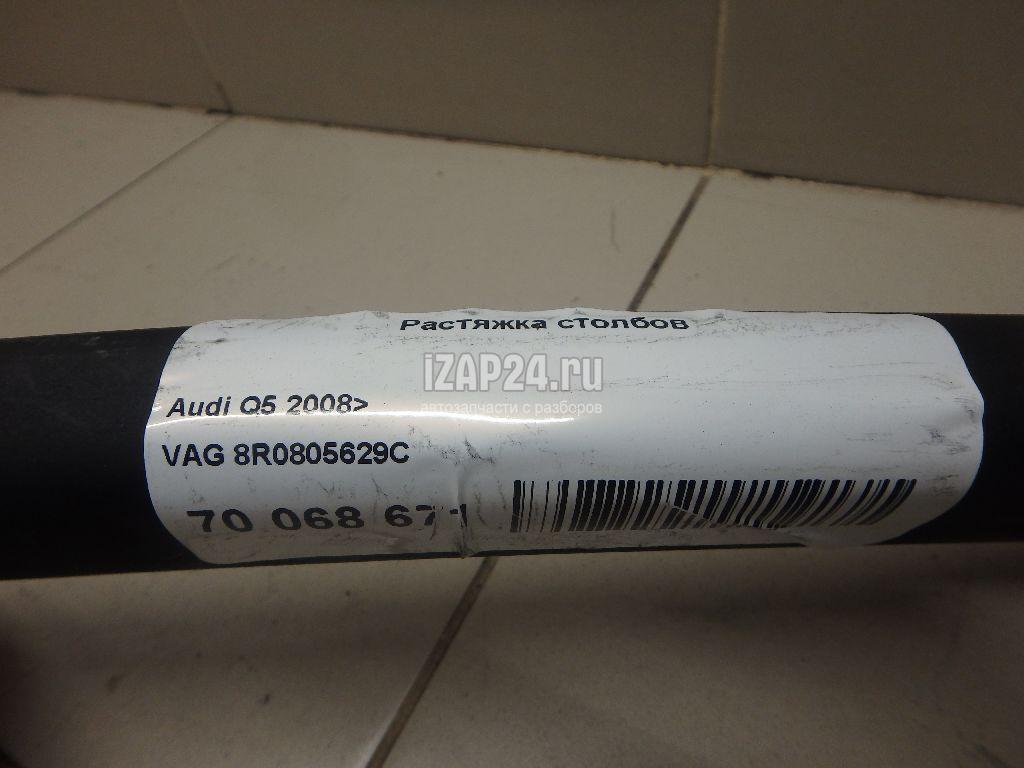 Растяжка столбов
iZAP24.ru
автозапчасти с разборов
Audi Q5 2008>
VAG 8R0805629C
70 068 671